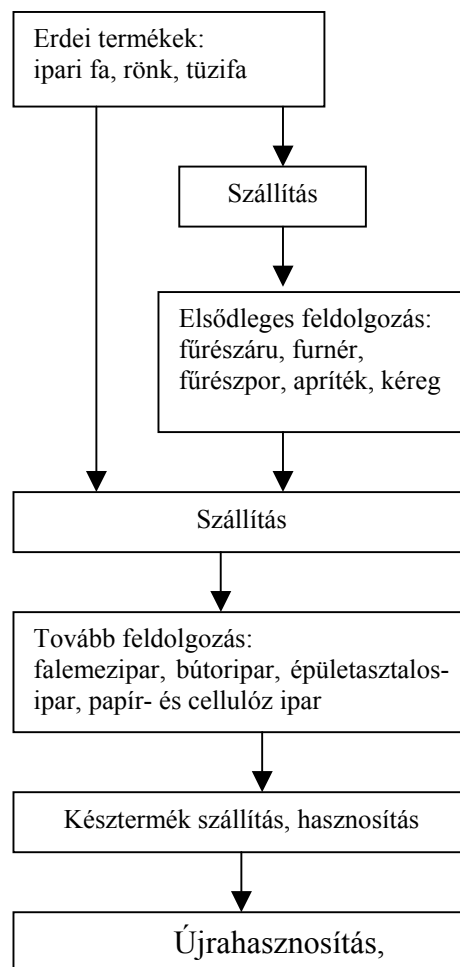 Erdei termékek:
ipari fa, rönk, tüzifa
Szállítás
Elsődleges feldolgozás:
fűrészáru, furnér,
fűrészpor, apríték, kéreg
Szállítás
Tovább feldolgozás:
falemezipar, bútoripar, épületasztalos-
ipar, papír- és cellulóz ipar
Késztermék szállítás, hasznosítás
Újrahasznosítás,